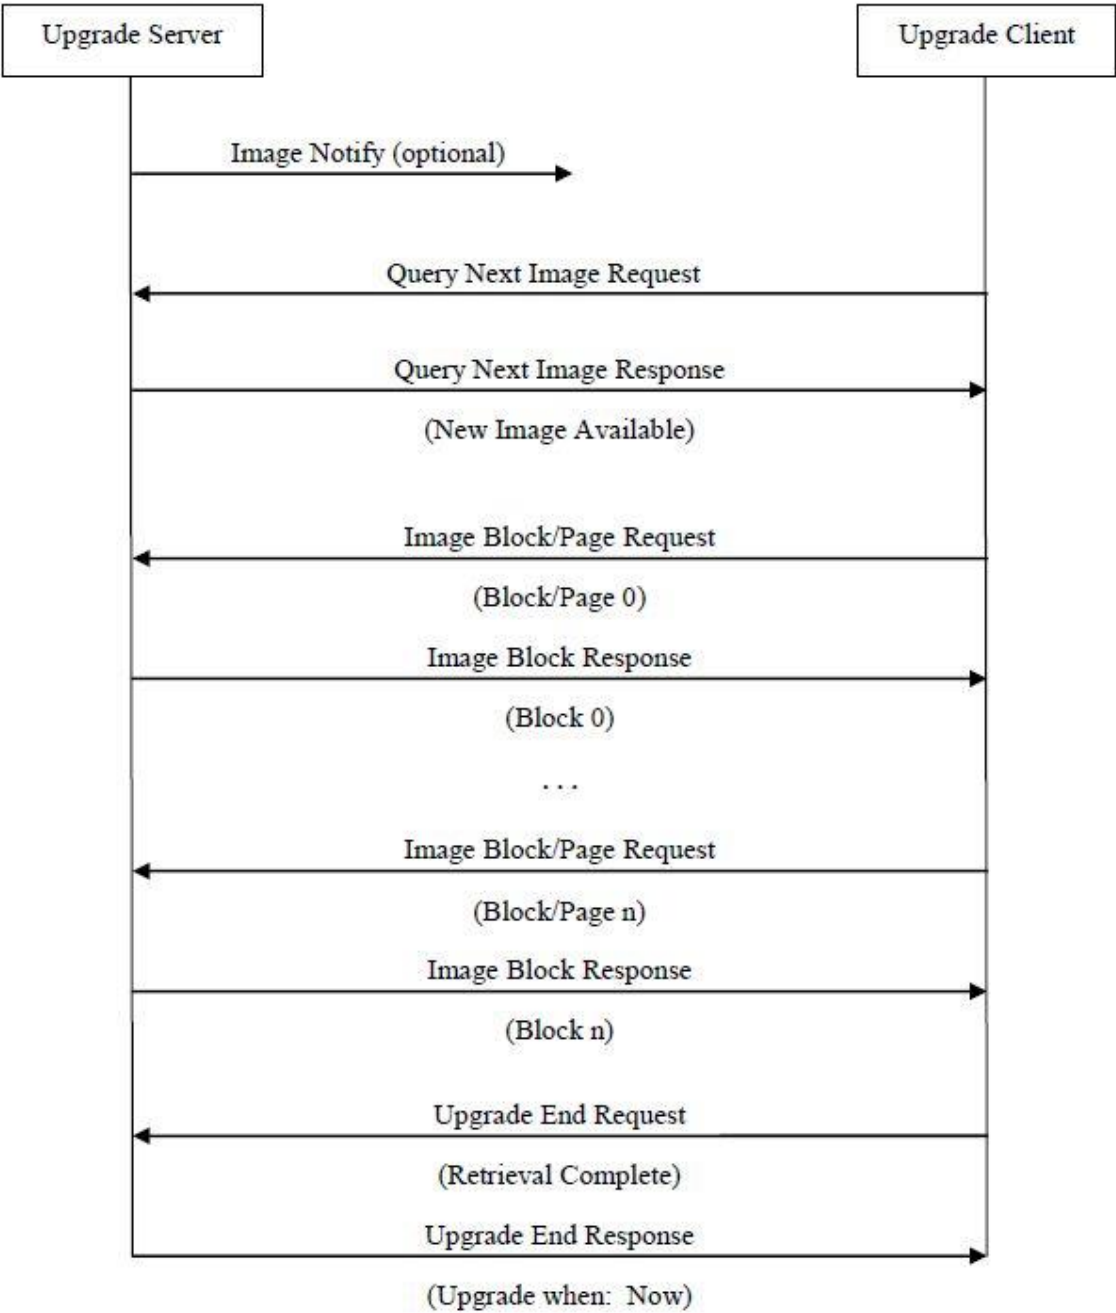 Upgrade Server
Upgrade Client
Image Notify (optional)
Query Next Image Request
Query Next Image Response
(New Image Available)
Image Block/Page Request
(Block/Page 0)
Image Block Response
(Block 0)
. . .
Image Block/Page Request
(Block/Page n)
Image Block Response
(Block n)
Upgrade End Request
(Retrieval Complete)
Upgrade End Response
(Upgrade when:  Now)